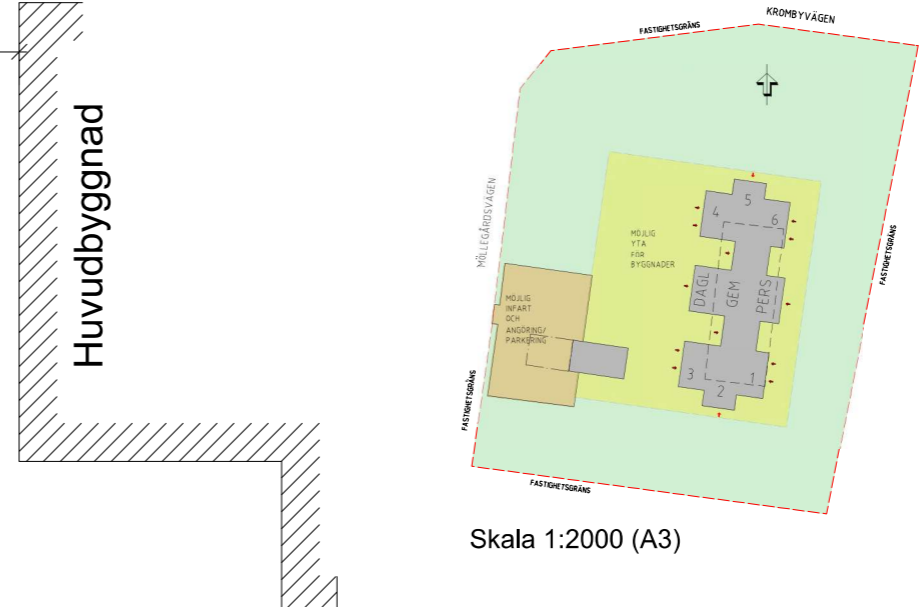 Huvudbyggnad
KROMBYVÄGEN
FASTIGHETSGRÄNS
MÖLLEGÅRDSVÄGEN
5
4
6
MÖJLIG
YTA
FÖR
BYGGNADER
FASTIGHETSGRÄNS
DAGL
GEM
PERS
MÖJLIG
INFART
OCH
ANGÖRING/
PARKERING
3
1
2
FASTIGHETSGRÄNS
FASTIGHETSGRÄNS
Skala 1:2000 (A3)